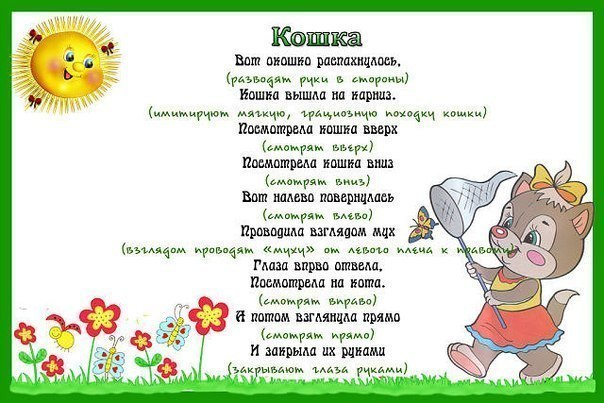 Кошка
Вот окошко распахнулось,
(разводят руки в стороны)
Кошка вышла на карниз.
(имитируют мягкую, грациозную походку кошки)
Посмотрела кошка вверх
(смотрят вверх)
Посмотрела кошка вниз
(смотрят вниз)
Вот налево повернулась
(смотрят влево)
Проводила взглядом мух
(взглядом проводят «муху» от левого плеча к правому)
Глаза впрво отвела,
Посмотрела на кота.
(смотрят вправо)
А потом взглянула прямо
(смотрят прямо)
И закрыла их руками
(закрывают глаза руками)